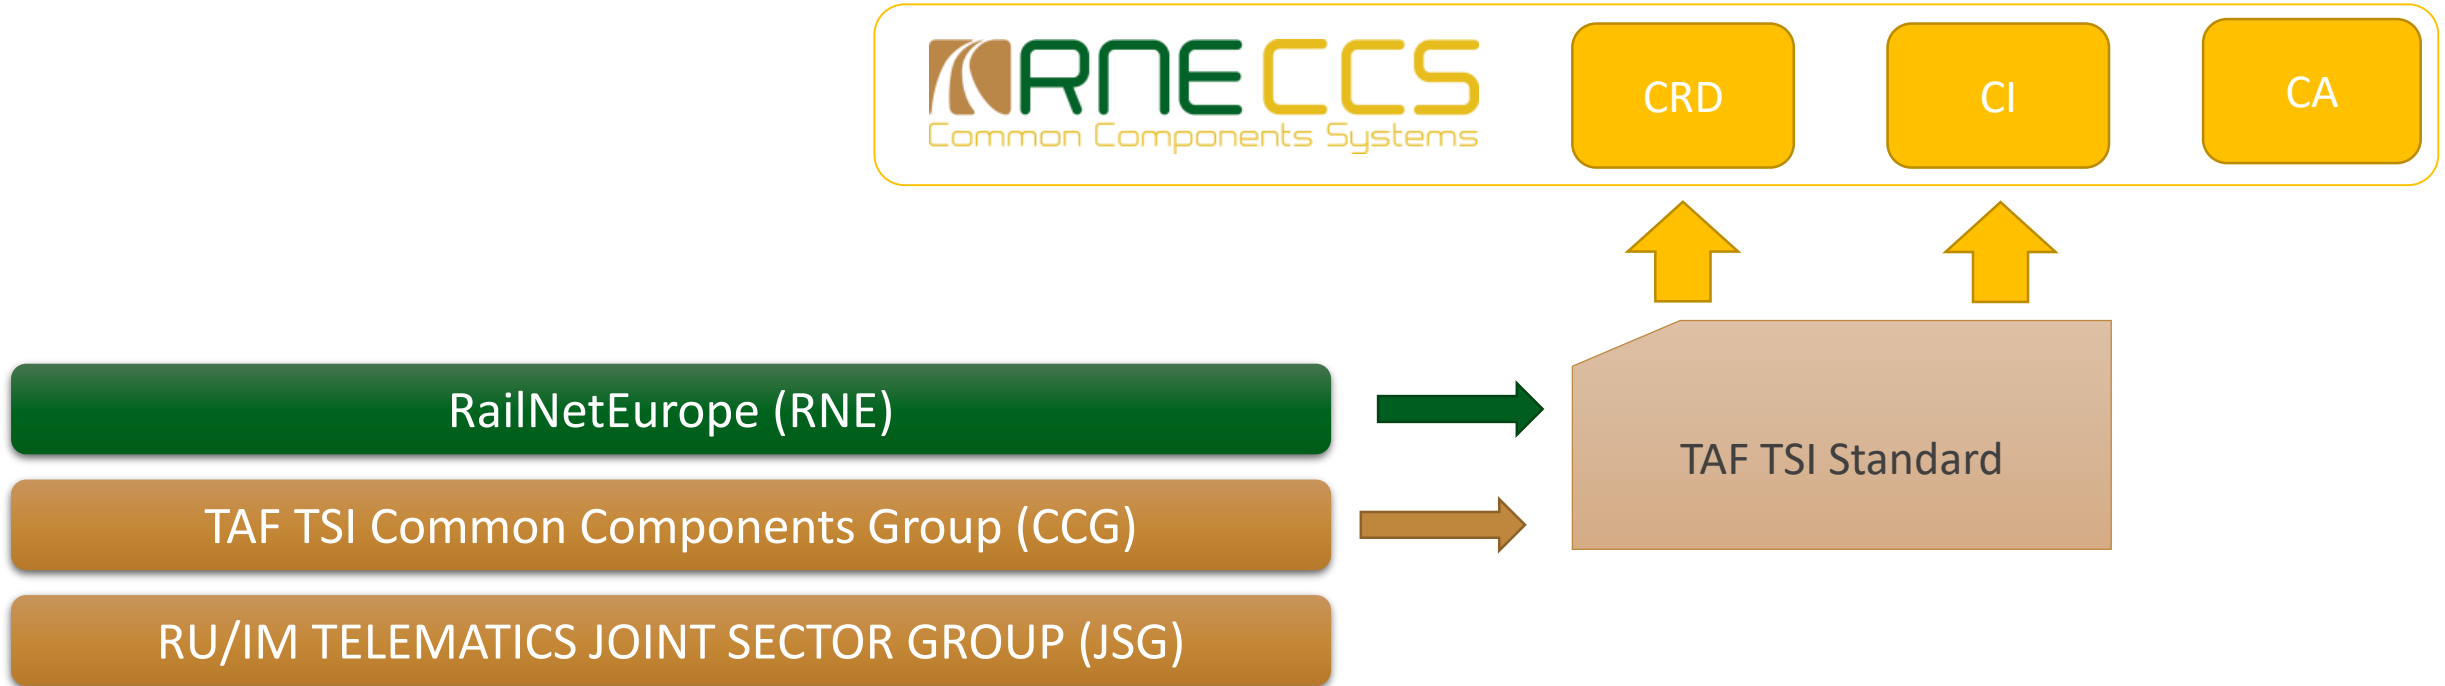 RNE CCS
Common Components Systems
CRD
CI
CA
RailNetEurope (RNE)
TAF TSI Common Components Group (CCG)
RU/IM TELEMATICS JOINT SECTOR GROUP (JSG)
TAF TSI Standard